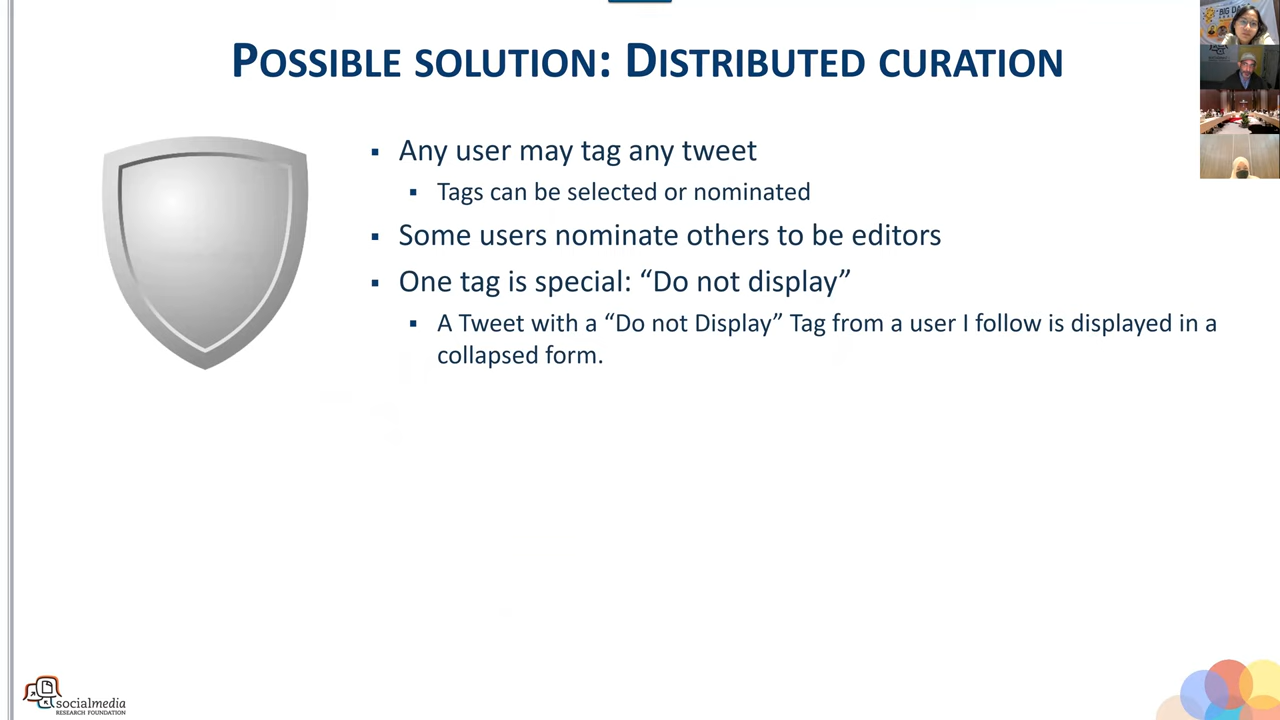 POSSIBLE SOLUTION: DISTRIBUTED CURATION
Any user may tag any tweet
Tags can be selected or nominated
Some users nominate others to be editors
One tag is special: “Do not display”
A Tweet with a “Do not Display” Tag from a user I follow is displayed in a
collapsed form.
socialmedia
RESEARCH FOUNDATION